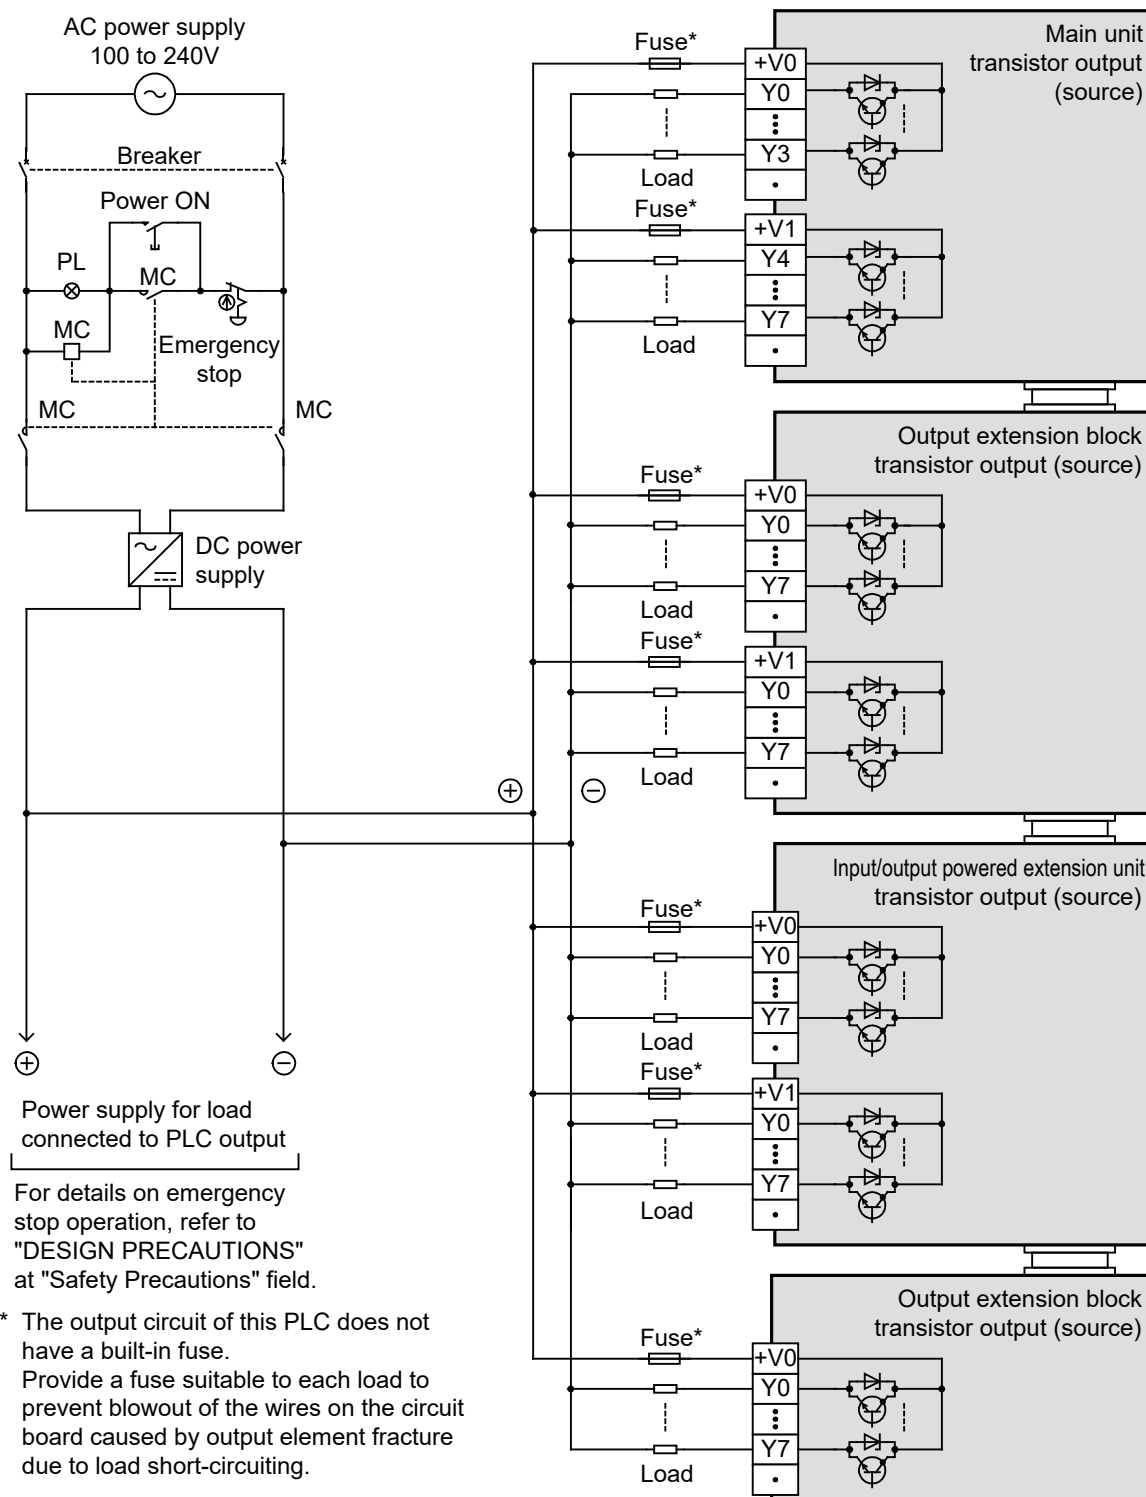 AC power supply
100 to 240V
Breaker
Power ON
PL
MC
MC
Emergency
stop
MC
MC
DC power
supply
+
-
Power supply for load
connected to PLC output
For details on emergency
stop operation, refer to
"DESIGN PRECAUTIONS"
at "Safety Precautions" field.
* The output circuit of this PLC does not
have a built-in fuse.
Provide a fuse suitable to each load to
prevent blowout of the wires on the circuit
board caused by output element fracture
due to load short-circuiting.
+
-
Main unit
transistor output
(source)
Fuse*
+V0
Y0
Y3
Load
Fuse*
+V1
Y4
Y7
Load
Output extension block
transistor output (source)
Fuse*
+V0
Y0
Y7
Load
Fuse*
+V1
Y0
Y7
Load
Input/output powered extension unit
transistor output (source)
Fuse*
+V0
Y0
Y7
Load
Fuse*
+V1
Y0
Y7
Load
Output extension block
transistor output (source)
Fuse*
+V0
Y0
Y7
Load